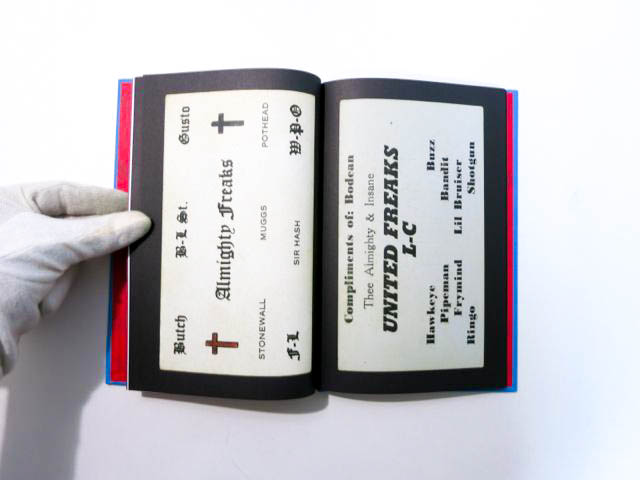 Butch B-L St. Gusto
Almighty Freaks
STONEWALL MUGGS POTHEAD
F-L SIR HASH W-P-O
Compliments of: Bodean
Thee Almighty & Insane
UNITED FREAKS
L-C
Hawkeye Buzz
Pipeman Bandit
Frymind Lil Bruiser
Ringo Shotgun